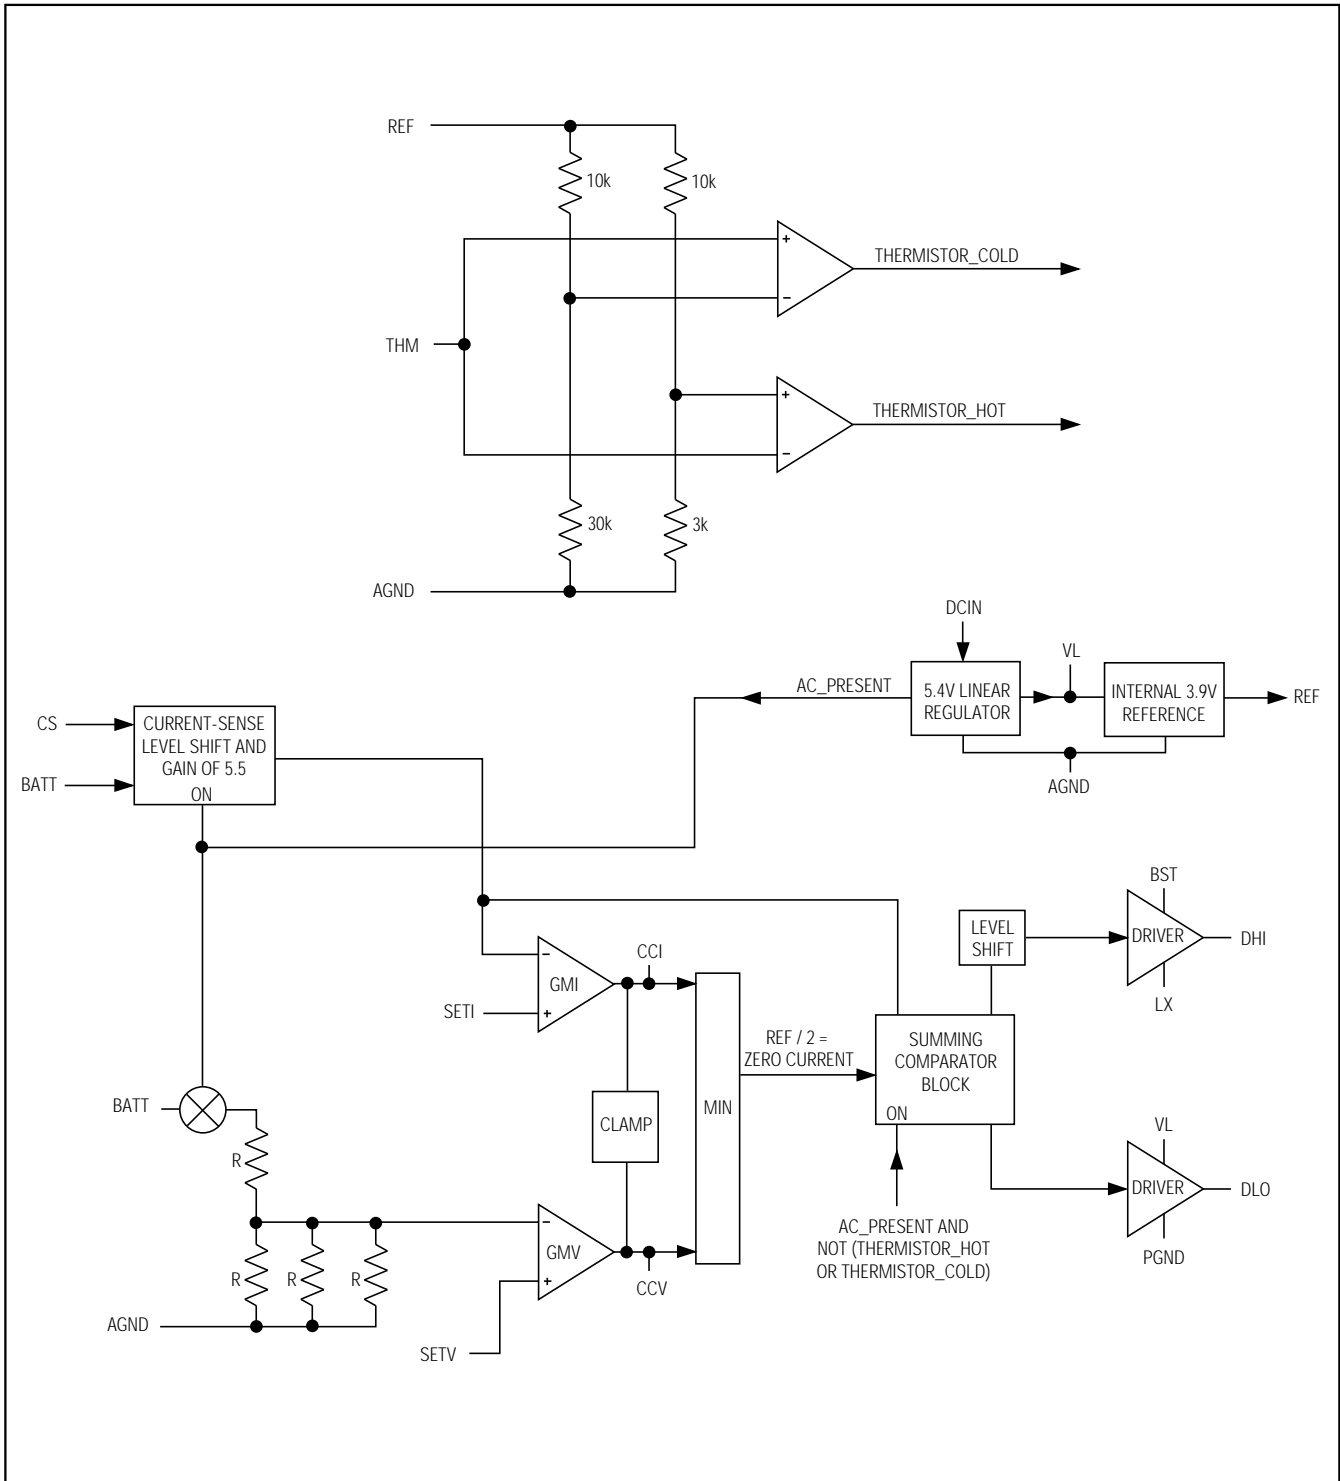 REF
10k
10k
+
THERMISTOR_COLD
−
THM
+
THERMISTOR_HOT
−
30k
3k
AGND
DCIN
VL
AC_PRESENT
5.4V LINEAR
REGULATOR
INTERNAL 3.9V
REFERENCE
REF
AGND
CS
CURRENT-SENSE
LEVEL SHIFT AND
GAIN OF 5.5
BATT
ON
BST
LEVEL
SHIFT
DRIVER
DHI
LX
CCI
−
GMI
SETI
+
REF / 2 =
ZERO CURRENT
SUMMING
COMPARATOR
BLOCK
ON
MIN
CLAMP
BATT
R
VL
DRIVER
DLO
PGND
AC_PRESENT AND
NOT (THERMISTOR_HOT
OR THERMISTOR_COLD)
−
GMV
+
CCV
R
R
R
AGND
SETV